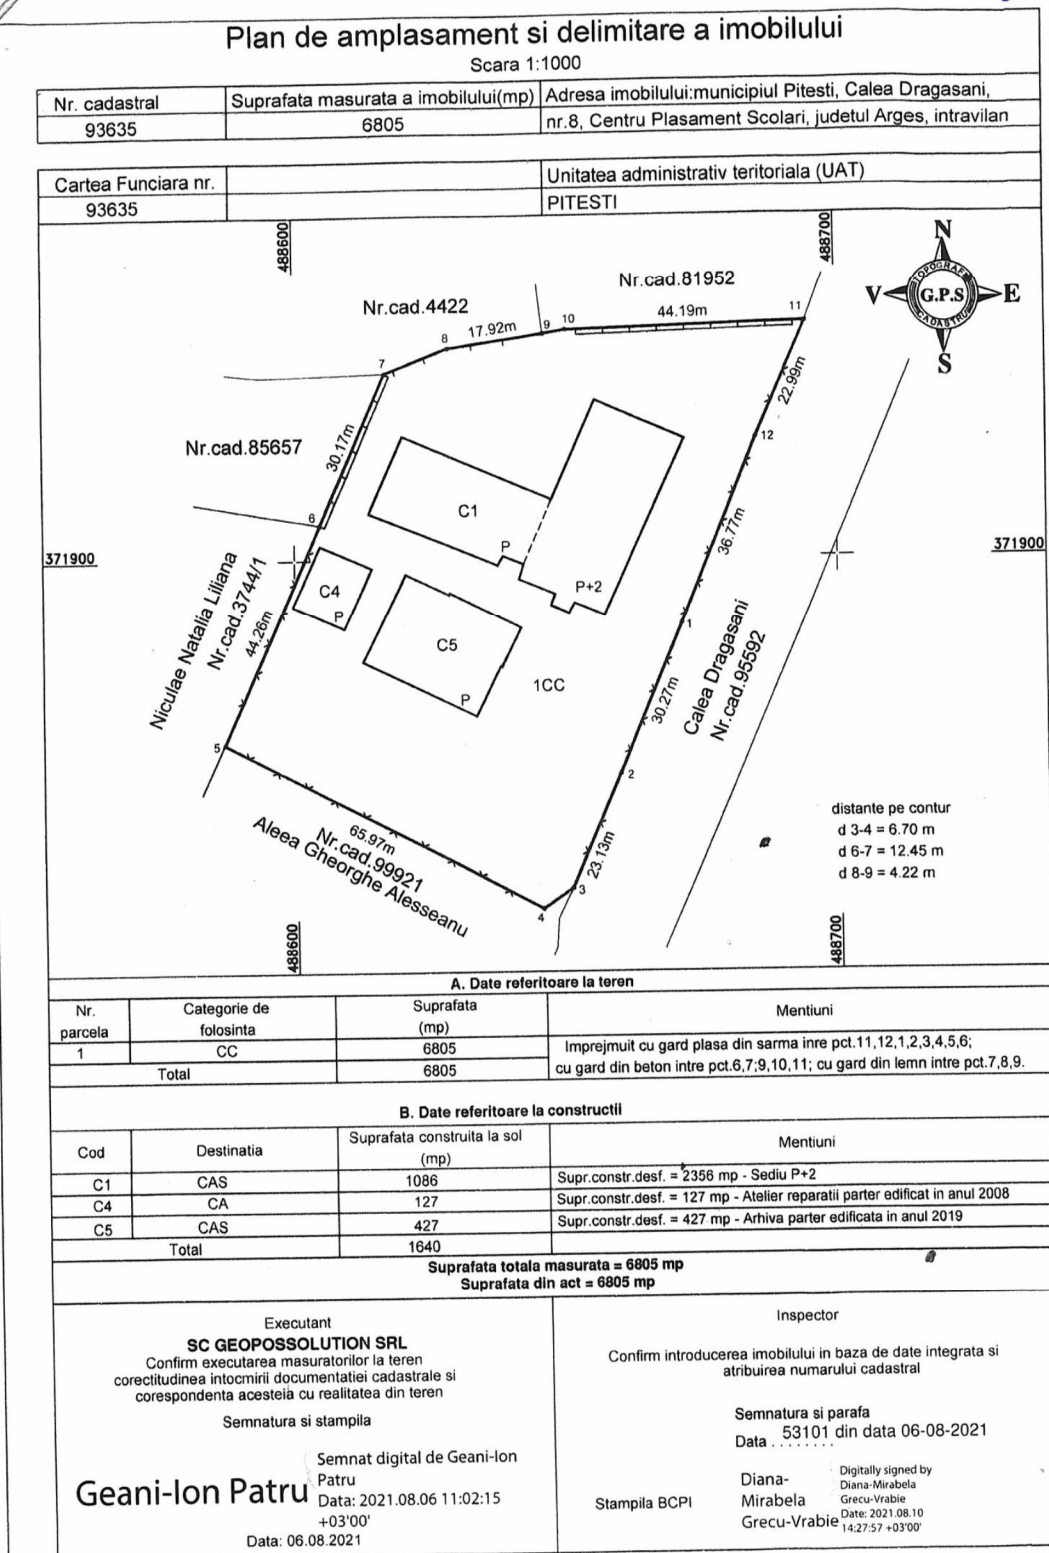 Plan de amplasament si delimitare a imobilului
Scara 1:1000
Nr. cadastral
Suprafata masurata a imobilului(mp)
Adresa imobilului:municipiul Pitesti, Calea Dragasani,
93635
6805
nr.8, Centru Plasament Scolari, judetul Arges, intravilan
Cartea Funciara nr.
Unitatea administrativ teritoriala (UAT)
93635
PITESTI
488600
488700
N
V
E
S
TOPOGRAF
G.P.S
CADASTRU
Nr.cad.81952
Nr.cad.4422
44.19m
11
17.92m
9
10
8
7
22.99m
12
Nr.cad.85657
30.17m
C1
P
P+2
6
36.77m
371900
371900
C4
P
C5
P
1CC
1
Niculae Natalia Liliana
Nr.cad.3744/1
44.26m
Calea Dragasani
Nr.cad.95592
30.27m
5
2
65.97m
Nr.cad.99921
Aleea Gheorghe Alesseanu
23.13m
3
4
distante pe contur
d 3-4 = 6.70 m
d 6-7 = 12.45 m
d 8-9 = 4.22 m
488600
488700
A. Date referitoare la teren
Nr.
parcela
Categorie de
folosinta
Suprafata
(mp)
Mentiuni
1
CC
6805
Imprejmuit cu gard plasa din sarma inre pct.11,12,1,2,3,4,5,6;
Total
6805
cu gard din beton intre pct.6,7;9,10,11; cu gard din lemn intre pct.7,8,9.
B. Date referitoare la constructii
Cod
Destinatia
Suprafata construita la sol
(mp)
Mentiuni
C1
CAS
1086
Supr.constr.desf. = 2356 mp - Sediu P+2
C4
CA
127
Supr.constr.desf. = 127 mp - Atelier reparatii parter edificat in anul 2008
C5
CAS
427
Supr.constr.desf. = 427 mp - Arhiva parter edificata in anul 2019
Total
1640
Suprafata totala masurata = 6805 mp
Suprafata din act = 6805 mp
Executant
SC GEOPOSSOLUTION SRL
Confirm executarea masuratorilor la teren
corectitudinea intocmirii documentatiei cadastrale si
corespondenta acesteia cu realitatea din teren
Semnatura si stampila
Geani-Ion Patru
Semnat digital de Geani-Ion
Patru
Data: 2021.08.06 11:02:15
+03'00'
Data: 06.08.2021
Inspector
Confirm introducerea imobilului in baza de date integrata si
atribuirea numarului cadastral
Semnatura si parafa
Data ........ 53101 din data 06-08-2021
Stampila BCPI
Diana-
Mirabela
Grecu-Vrabie
Digitally signed by
Diana-Mirabela
Grecu-Vrabie
Date: 2021.08.10
14:27:57 +03'00'